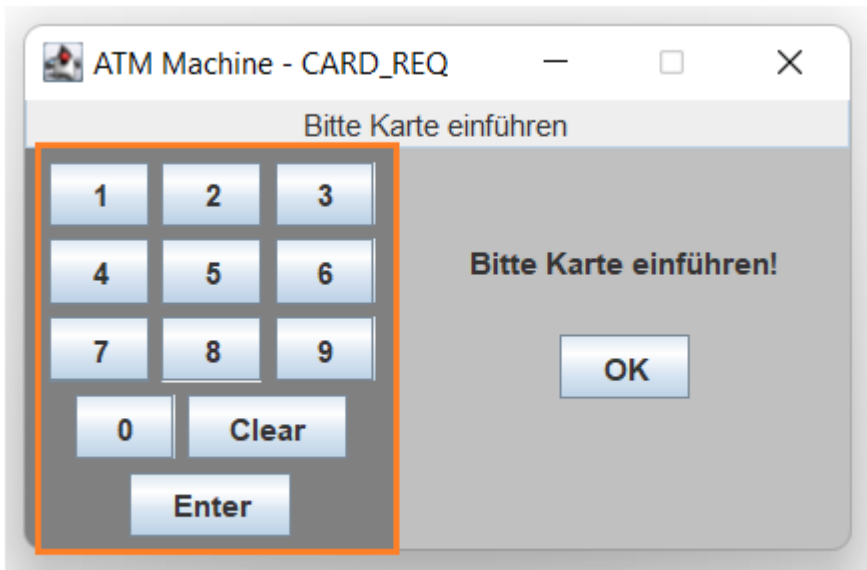 ATM Machine - CARD_REQ
Bitte Karte einführen
1 2 3
4 5 6
7 8 9
0 Clear
Enter
Bitte Karte einführen!
OK